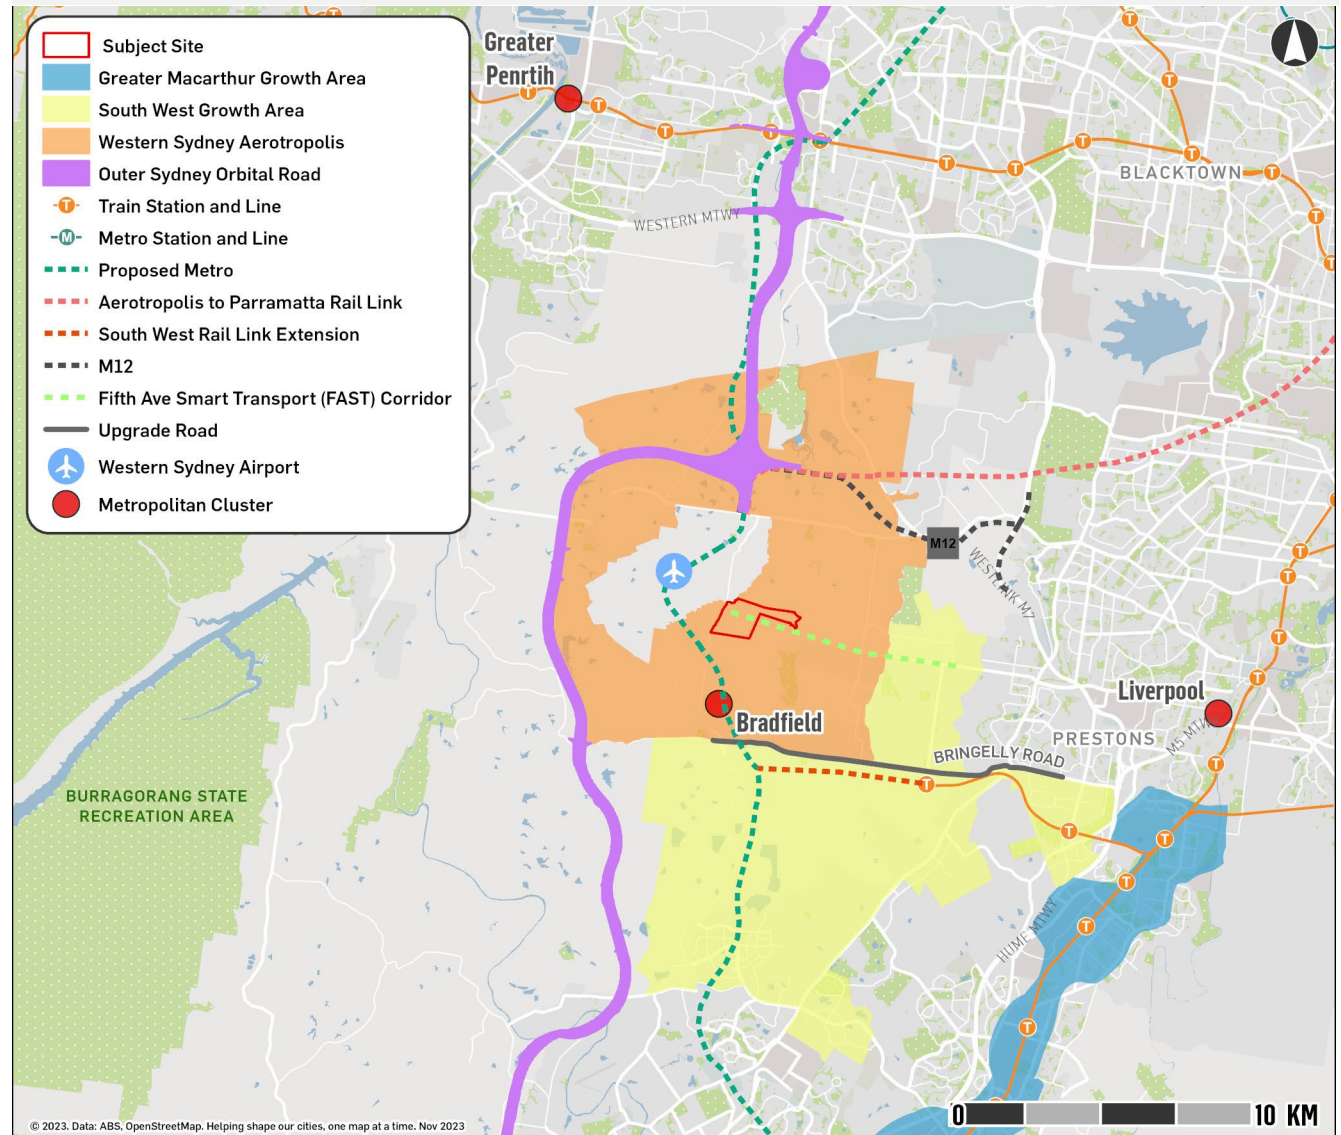 Subject Site
Greater Macarthur Growth Area
South West Growth Area
Western Sydney Aerotropolis
Outer Sydney Orbital Road
T Train Station and Line
M Metro Station and Line
Proposed Metro
Aerotropolis to Parramatta Rail Link
South West Rail Link Extension
M12
Fifth Ave Smart Transport (FAST) Corridor
Upgrade Road
Western Sydney Airport
Metropolitan Cluster
Greater
Penrtih
BLACKTOWN
WESTERN MTWY
M12
WESTLINK M7
Liverpool
M5 MTWY
PRESTONS
Bradfield
BRINGELLY ROAD
BURRAGORANG STATE
RECREATION AREA
HUME MTWY
0 10 KM
© 2023. Data: ABS, OpenStreetMap. Helping shape our cities, one map at a time. Nov 2023